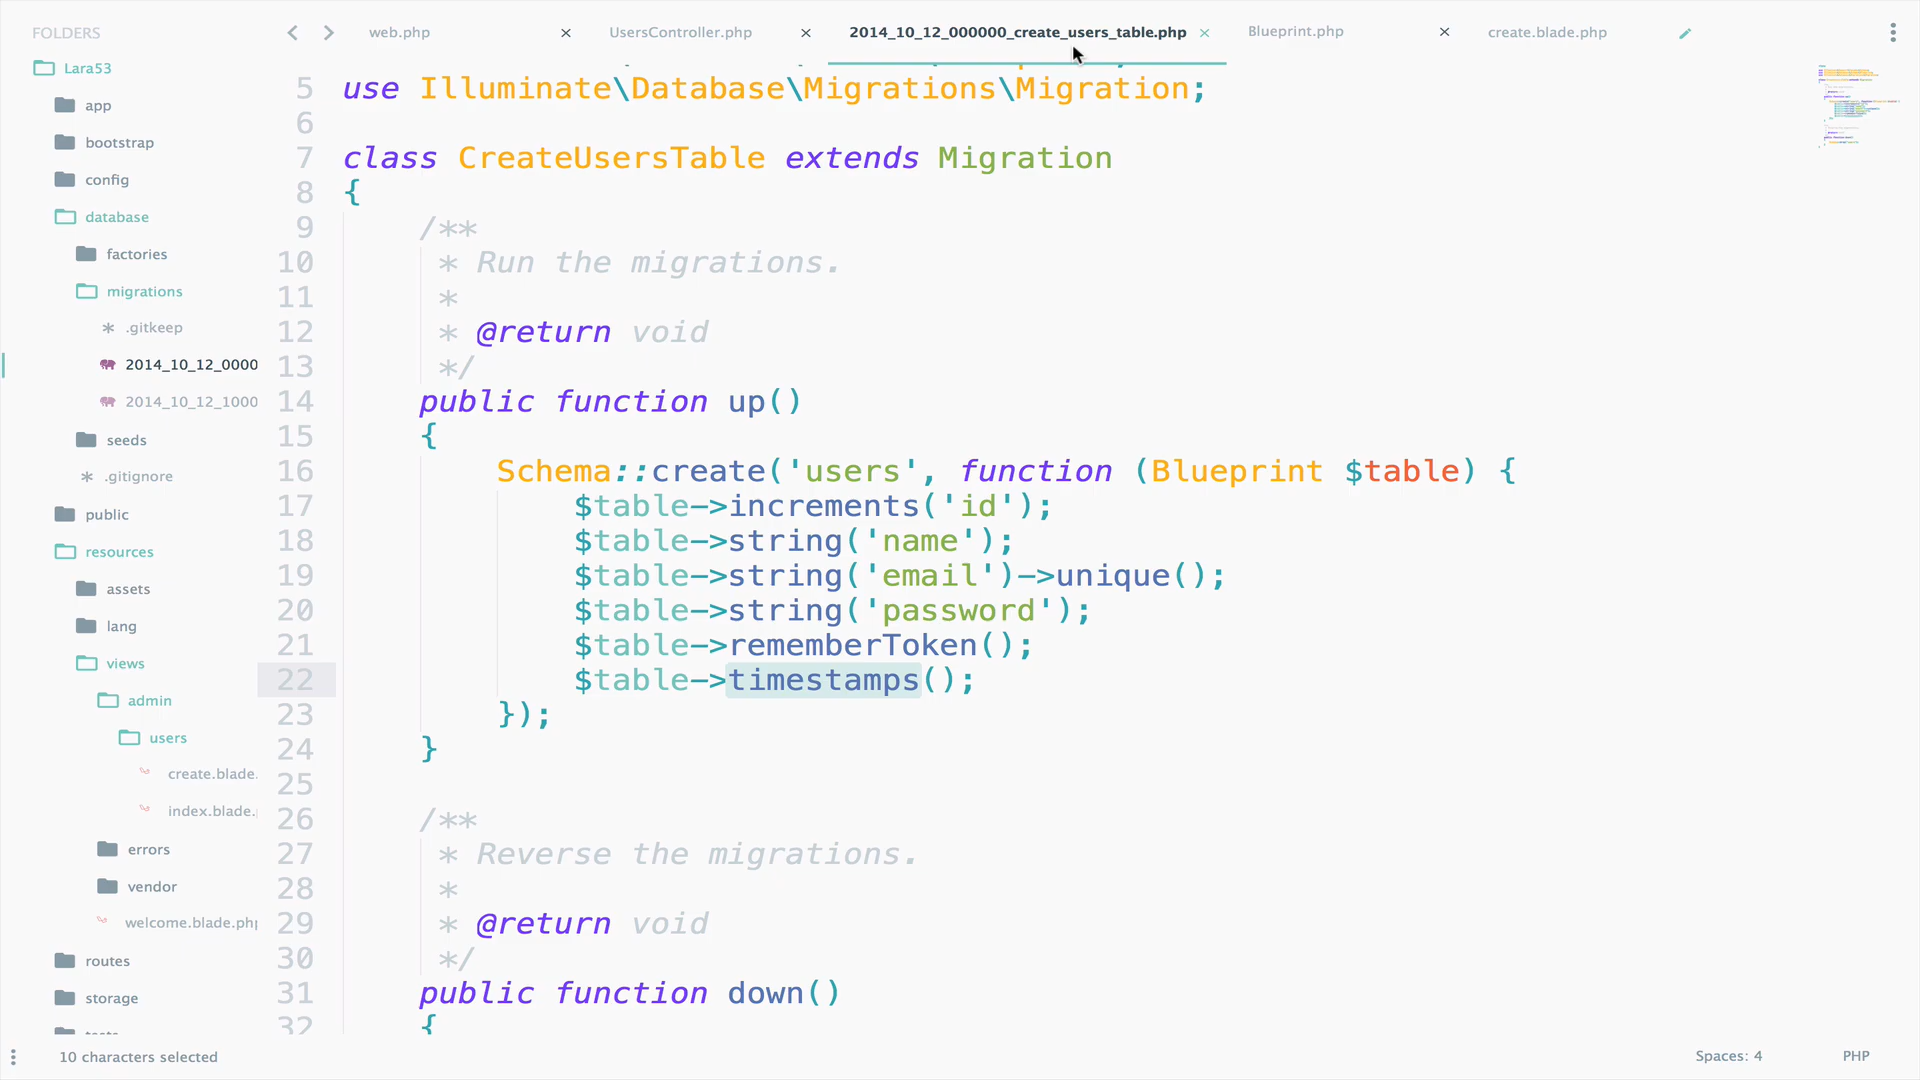 FOLDERS
Lara53
app
bootstrap
config
database
factories
migrations
.gitkeep
2014_10_12_0000
2014_10_12_1000
seeds
.gitignore
public
resources
assets
lang
views
admin
users
create.blade.
index.blade.
errors
vendor
welcome.blade.php
routes
storage
web.php × UsersController.php × 2014_10_12_000000_create_users_table.php × Blueprint.php × create.blade.php
5 use Illuminate\Database\Migrations\Migration;
6
7 class CreateUsersTable extends Migration
8 {
9 /**
10 * Run the migrations.
11 *
12 * @return void
13 */
14 public function up()
15 {
16 Schema::create('users', function (Blueprint $table) {
17 $table->increments('id');
18 $table->string('name');
19 $table->string('email')->unique();
20 $table->string('password');
21 $table->rememberToken();
22 $table->timestamps();
23 });
24 }
25
26 /**
27 * Reverse the migrations.
28 *
29 * @return void
30 */
31 public function down()
32 {
10 characters selected
Spaces: 4 PHP